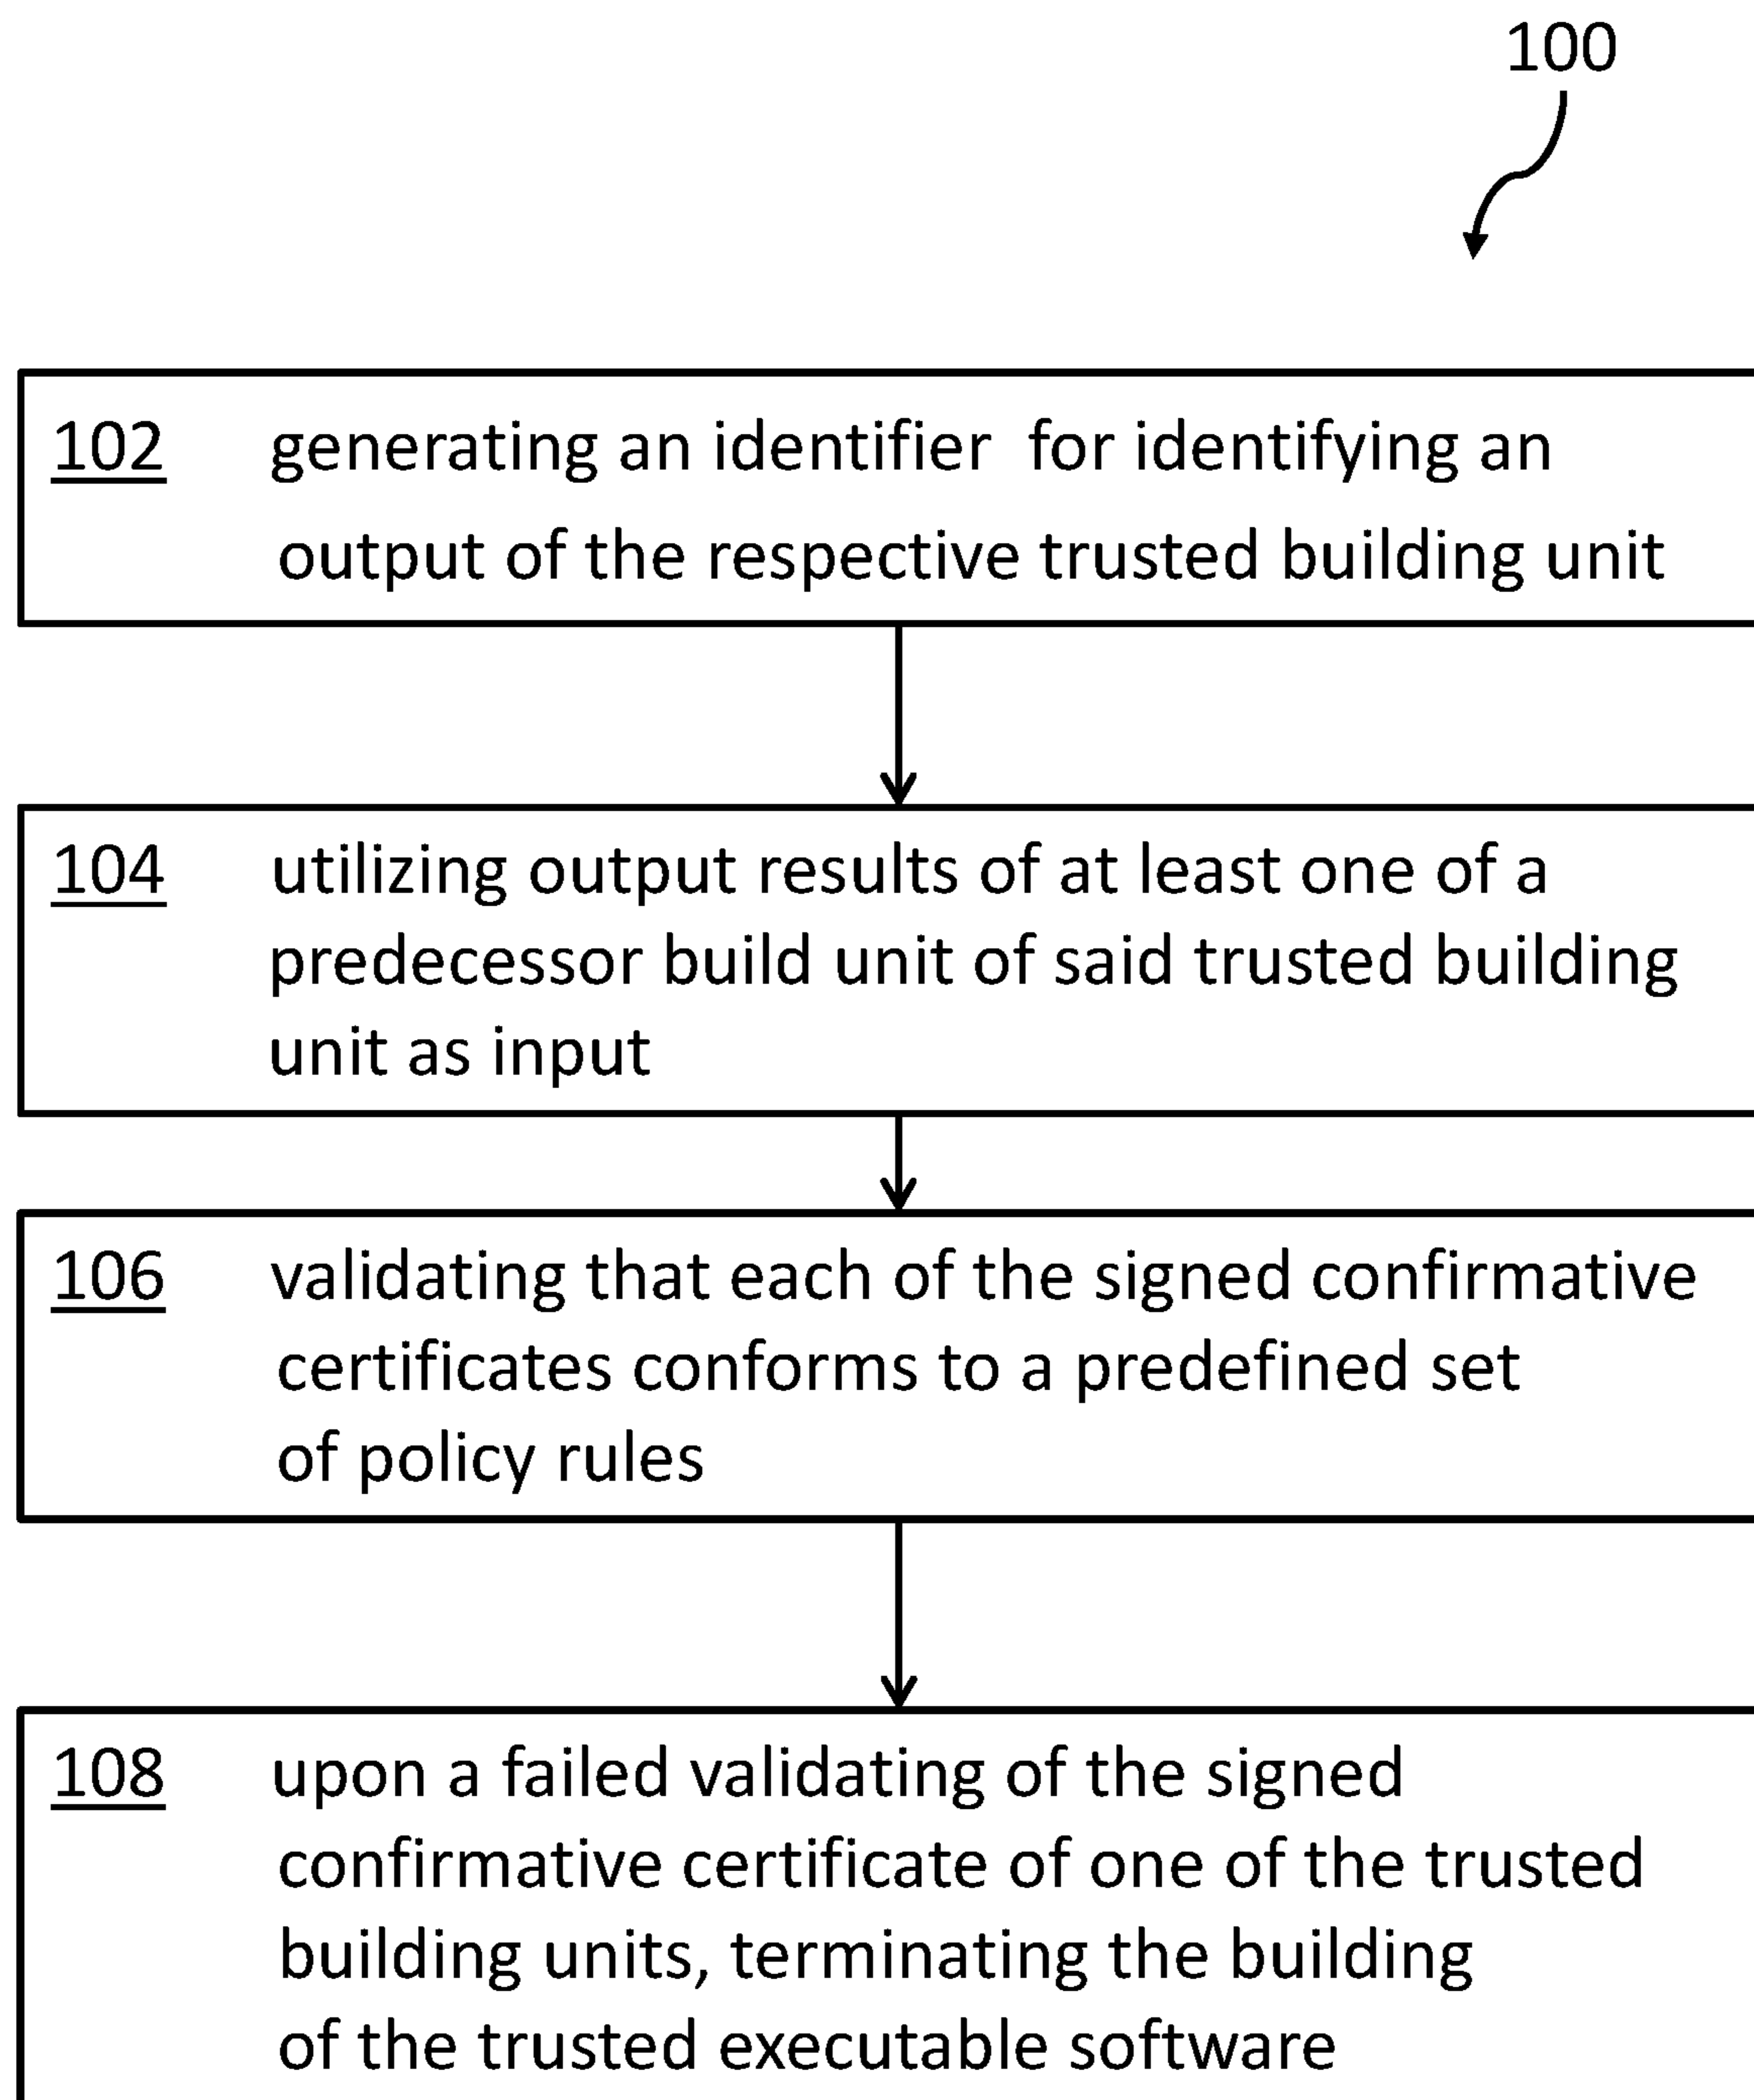 100
102 generating an identifier for identifying an
output of the respective trusted building unit
104 utilizing output results of at least one of a
predecessor build unit of said trusted building
unit as input
106 validating that each of the signed confirmative
certificates conforms to a predefined set
of policy rules
108 upon a failed validating of the signed
confirmative certificate of one of the trusted
building units, terminating the building
of the trusted executable software